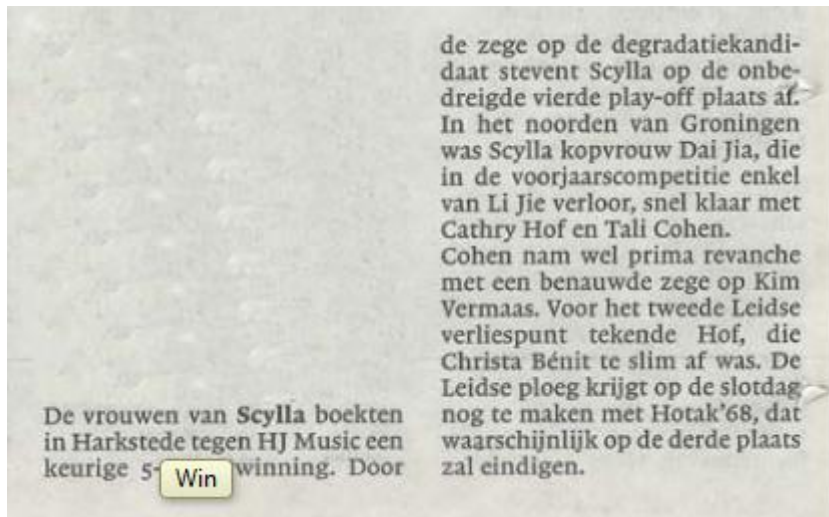 De vrouwen van Scylla boekten
in Harkstede tegen HJ Music een
keurige 5- winning. Door
Win
de zege op de degradatiekandi-
daat stevent Scylla op de onbe-
dreigde vierde play-off plaats af.
In het noorden van Groningen
was Scylla kopvrouw Dai Jia, die
in de voorjaarscompetitie enkel
van Li Jie verloor, snel klaar met
Cathry Hof en Tali Cohen.
Cohen nam wel prima revanche
met een benauwde zege op Kim
Vermaas. Voor het tweede Leidse
verliespunt tekende Hof, die
Christa Bénit te slim af was. De
Leidse ploeg krijgt op de slotdag
nog te maken met Hotak'68, dat
waarschijnlijk op de derde plaats
zal eindigen.